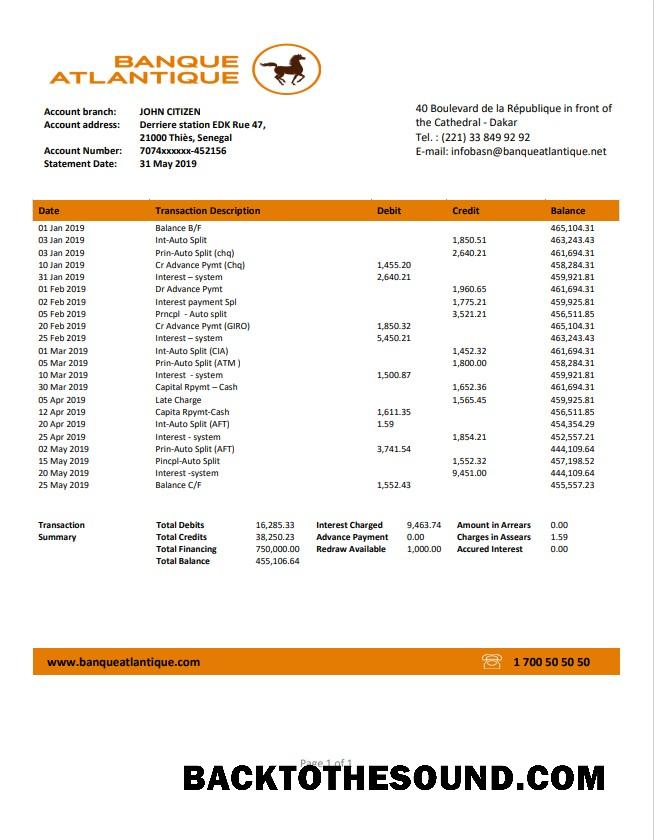 BANQUE
ATLANTIQUE
Account branch: JOHN CITIZEN
Account address: Derriere station EDK Rue 47,
21000 Thiès, Senegal
Account Number: 7074xxxxxx-452156
Statement Date: 31 May 2019
40 Boulevard de la République in front of
the Cathedral - Dakar
Tel. : (221) 33 849 92 92
E-mail: infobasn@banqueatlantique.net
Date Transaction Description Debit Credit Balance
01 Jan 2019 Balance B/F 465,104.31
03 Jan 2019 Int-Auto Split 1,850.51 463,243.43
03 Jan 2019 Prin-Auto Split (chq) 2,640.21 461,694.31
10 Jan 2019 Cr Advance Pymt (Chq) 1,455.20 458,284.31
31 Jan 2019 Interest – system 2,640.21 459,921.81
01 Feb 2019 Dr Advance Pymt 1,960.65 461,694.31
02 Feb 2019 Interest payment Spl 1,775.21 459,925.81
05 Feb 2019 Prncpl - Auto split 3,521.21 456,511.85
20 Feb 2019 Cr Advance Pymt (GIRO) 1,850.32 465,104.31
25 Feb 2019 Interest – system 5,450.21 463,243.43
01 Mar 2019 Int-Auto Split (CIA) 1,452.32 461,694.31
05 Mar 2019 Prin-Auto Split (ATM ) 1,800.00 458,284.31
10 Mar 2019 Interest - system 1,500.87 459,921.81
30 Mar 2019 Capital Rpymt – Cash 1,652.36 461,694.31
05 Apr 2019 Late Charge 1,565.45 459,925.81
12 Apr 2019 Capita Rpymt-Cash 1,611.35 456,511.85
20 Apr 2019 Int-Auto Split (AFT) 1.59 454,354.29
25 Apr 2019 Interest - system 1,854.21 452,557.21
02 May 2019 Prin-Auto Split (AFT) 3,741.54 444,109.64
15 May 2019 Pincpl-Auto Split 1,552.32 457,198.52
20 May 2019 Interest -system 9,451.00 444,109.64
25 May 2019 Balance C/F 1,552.43 455,557.23
Transaction Total Debits 16,285.33 Interest Charged 9,463.74 Amount in Arrears 0.00
Summary Total Credits 38,250.23 Advance Payment 0.00 Charges in Assears 1.59
Total Financing 750,000.00 Redraw Available 1,000.00 Accured Interest 0.00
Total Balance 455,106.64
www.banqueatlantique.com 1 700 50 50 50
Page 1 of 1
BACKTOTHESOUND.COM